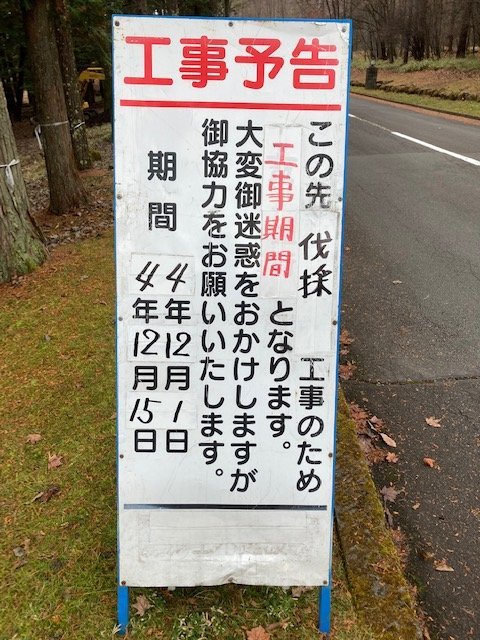 工事予告
この先 伐採 工事のため
工事期間 となります。
大変御迷惑をおかけしますが
御協力をお願いいたします。
期間
4年12月1日
4年12月15日